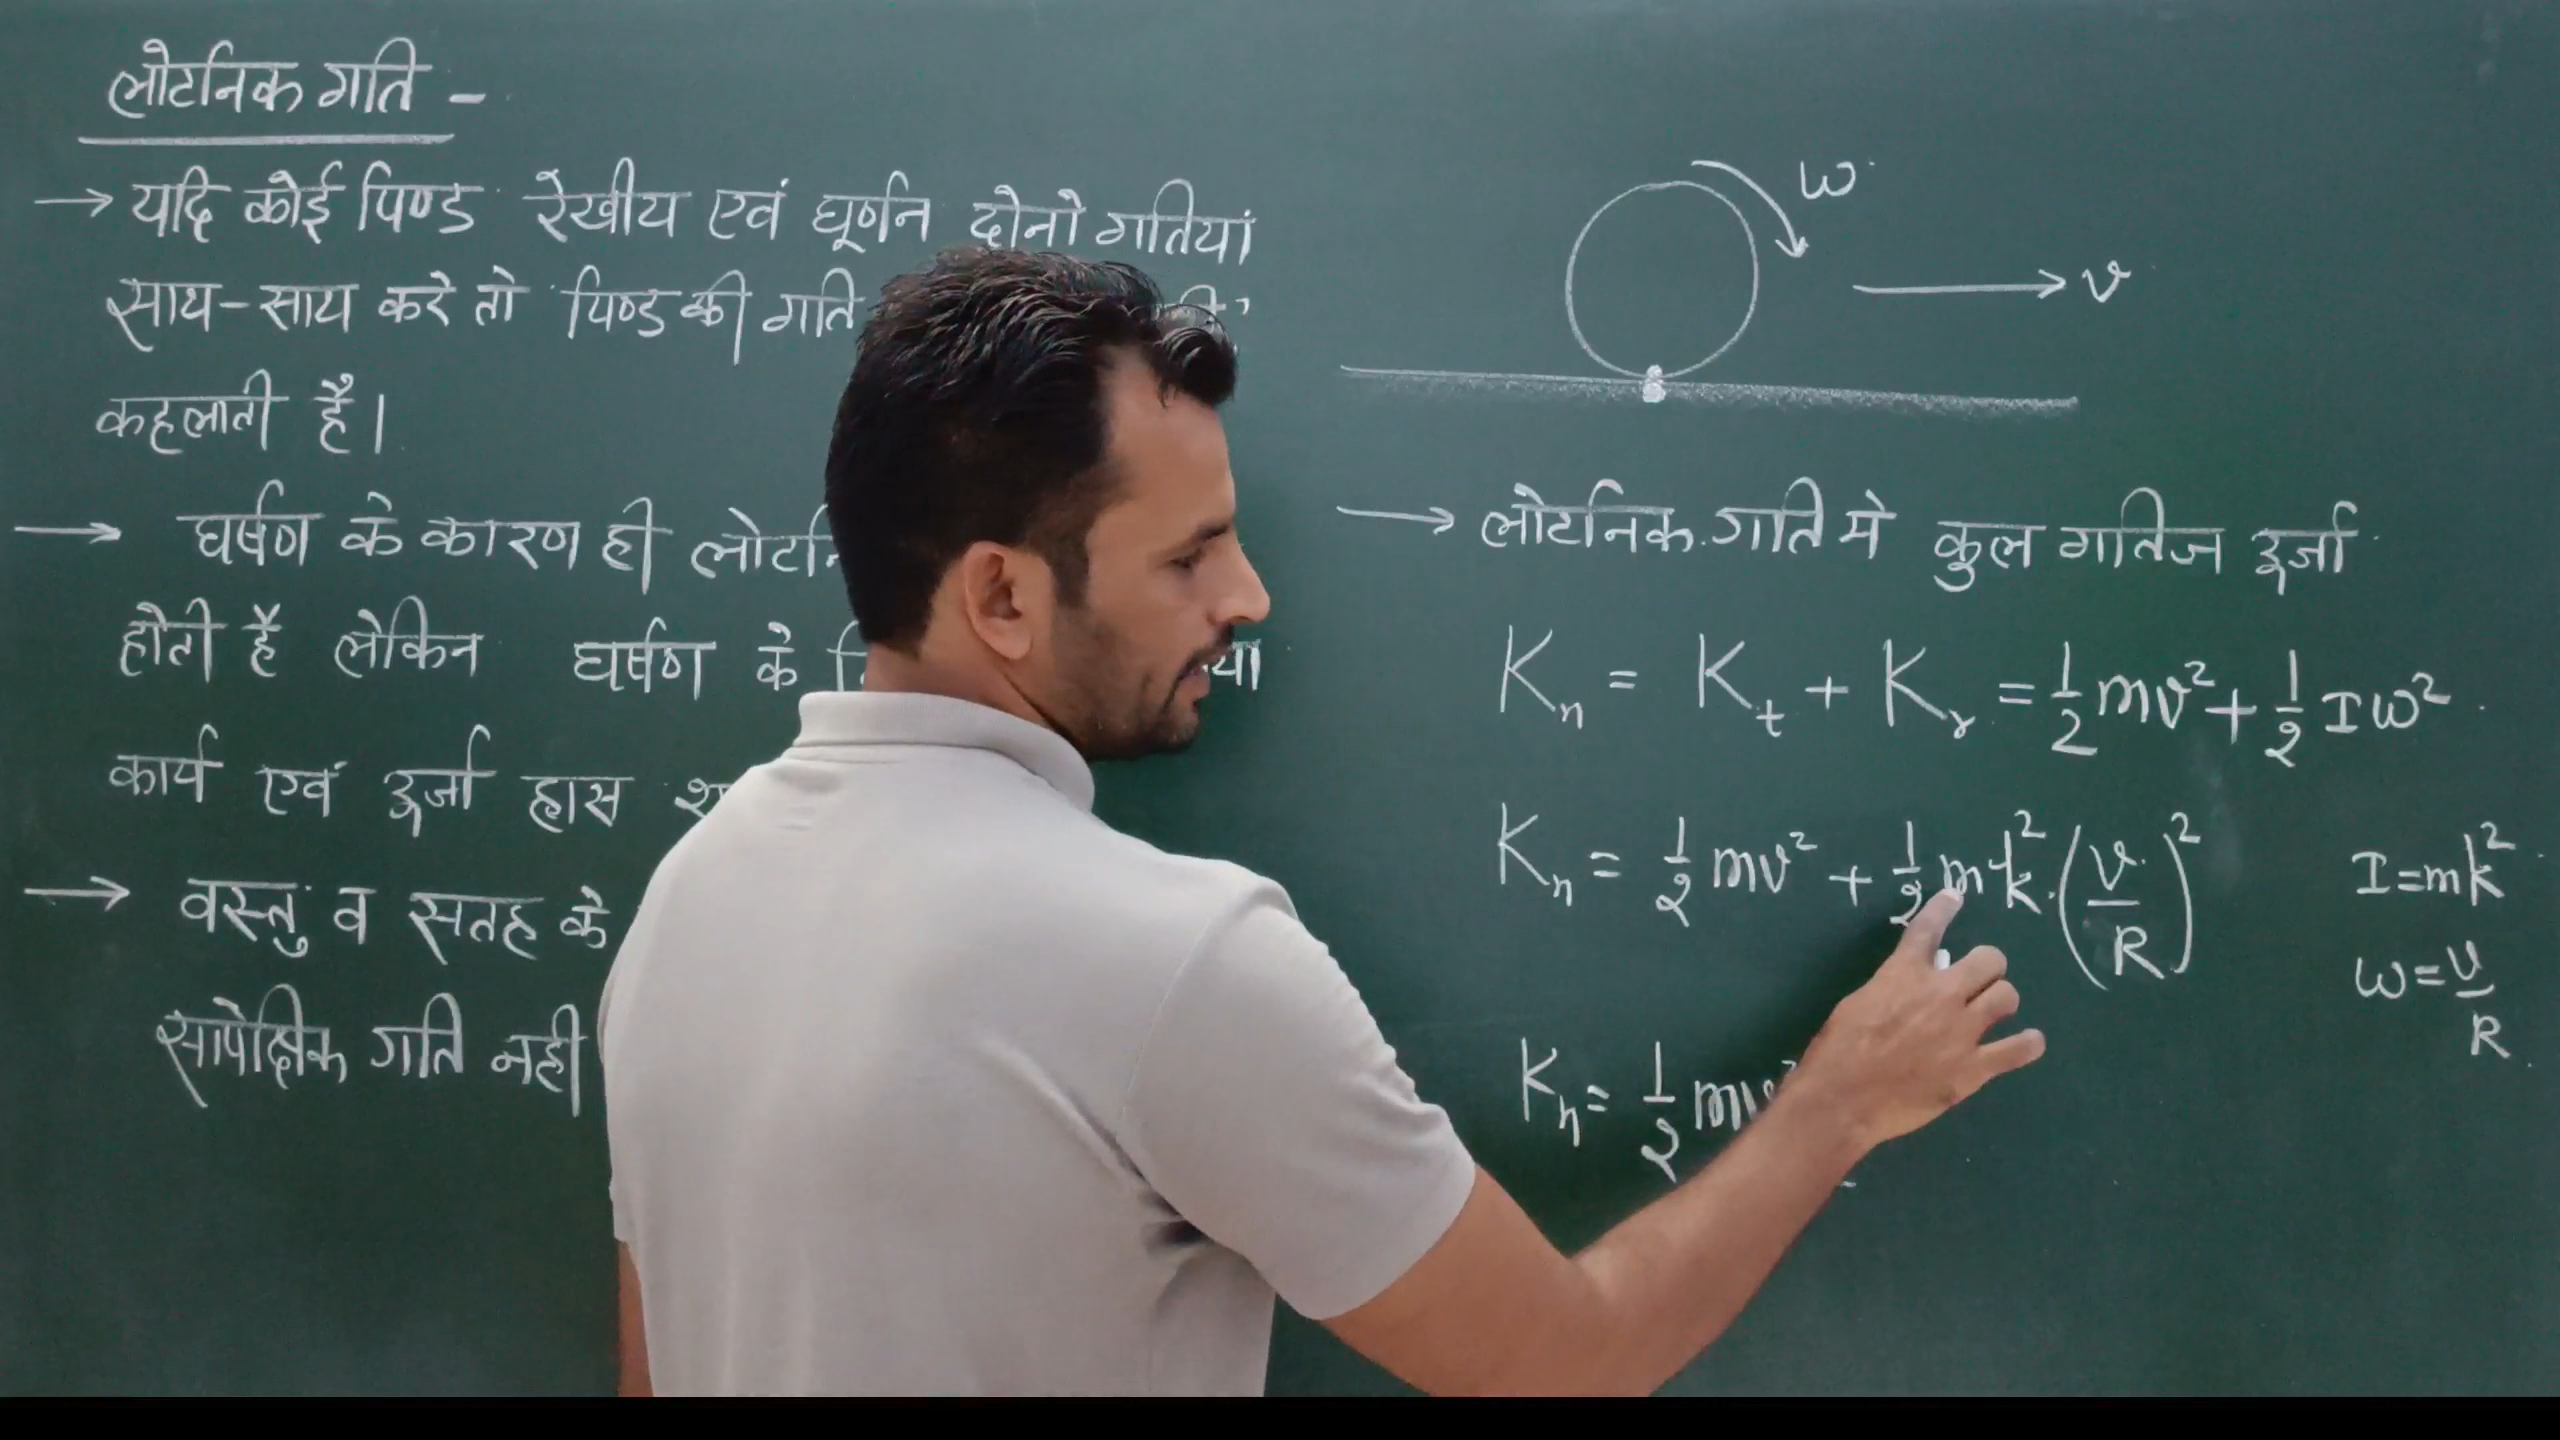 लोटनिक गति -
→ यदि कोई पिण्ड रेखीय एवं घूर्णन दोनो गतियां
साथ-साथ करे तो पिण्ड की गति
कहलाती है।
→ घर्षण के कारण ही
होती है लेकिन घर्षण के
कार्य एवं ऊर्जा ह्रास
→ वस्तु व सतह के
सापेक्षिक गति नही
ω
v
→ लोटनिक गति मे कुल गतिज ऊर्जा
Kn = Kt + Kr = 1/2 mv² + 1/2 Iω²
Kn = 1/2 mv² + 1/2 mk² (v/R)²
I=mk²
ω=v/R
Kn = 1/2 mv²